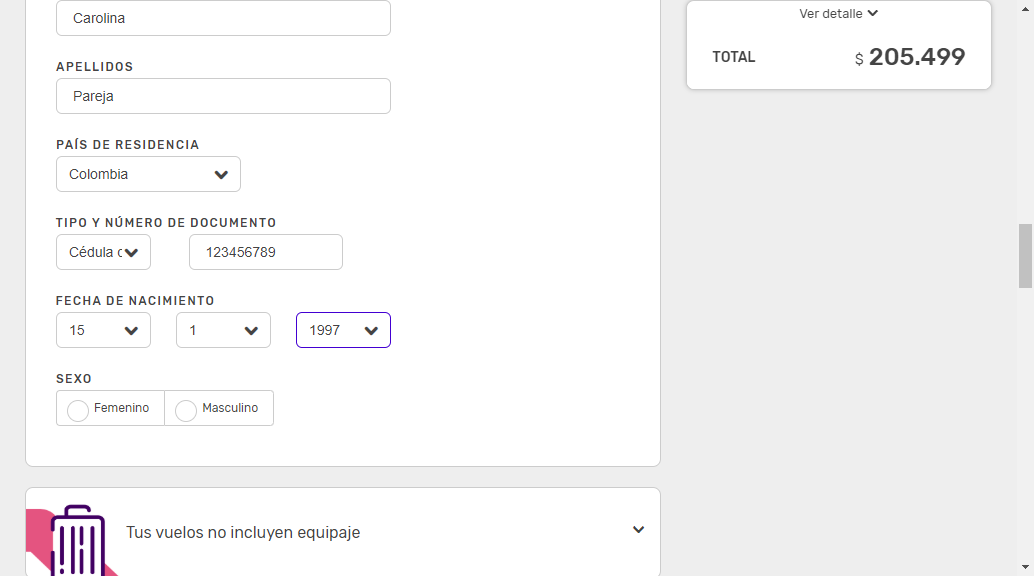 Carolina
APELLIDOS
Pareja
PAÍS DE RESIDENCIA
Colombia
TIPO Y NÚMERO DE DOCUMENTO
Cédula c 123456789
FECHA DE NACIMIENTO
15 1 1997
SEXO
Femenino Masculino
Tus vuelos no incluyen equipaje
Ver detalle
TOTAL $ 205.499